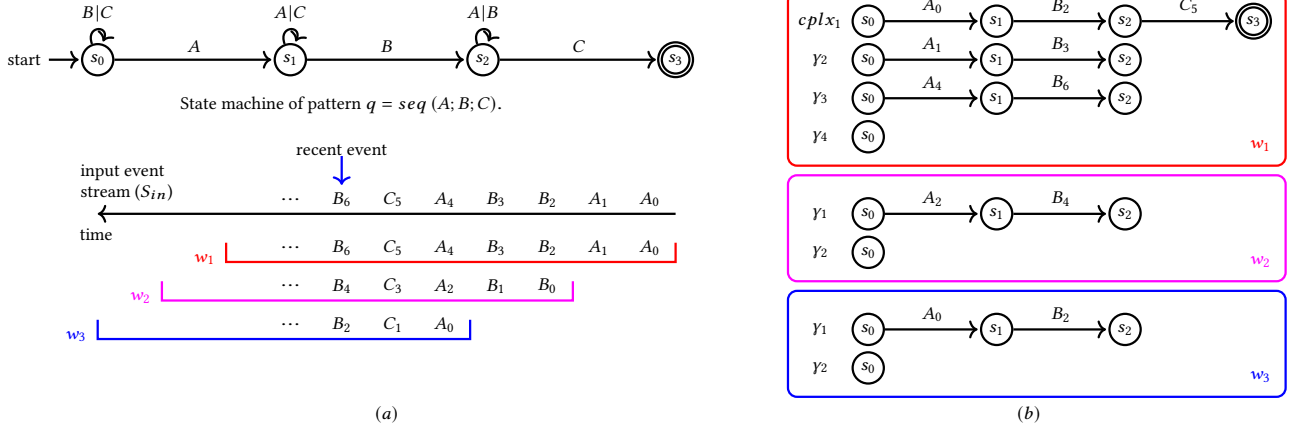 B|C A|C A|B
start s0 A s1 B s2 C s3
State machine of pattern q = seq (A; B; C).
recent event
input event
stream (Sin)
⋯ B6 C5 A4 B3 B2 A1 A0
time
w1 ⋯ B6 C5 A4 B3 B2 A1 A0
w2 ⋯ B4 C3 A2 B1 B0
w3 ⋯ B2 C1 A0
(a)
cplx1 s0 A0 s1 B2 s2 C5 s3
γ2 s0 A1 s1 B3 s2
γ3 s0 A4 s1 B6 s2
γ4 s0
w1
γ1 s0 A2 s1 B4 s2
γ2 s0
w2
γ1 s0 A0 s1 B2 s2
γ2 s0
w3
(b)